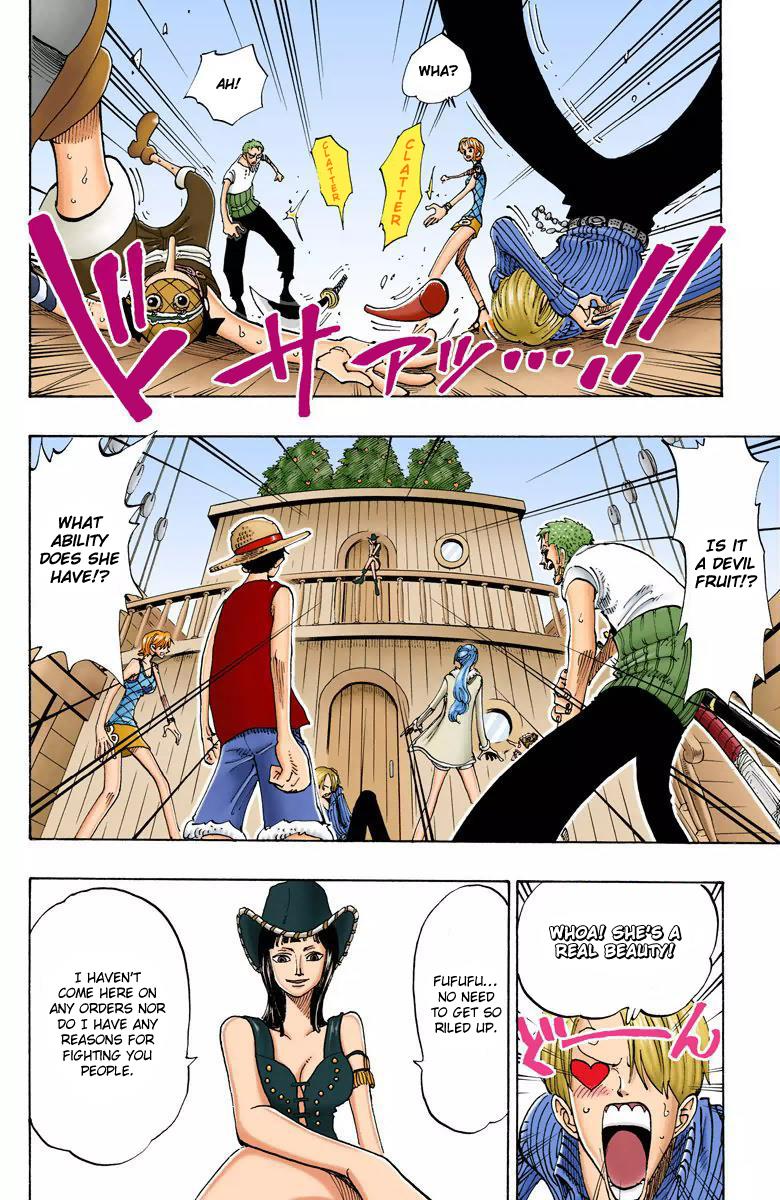 WHA?
AH!
CLATTER
CLATTER
ドサアッ…!!
IS IT
A DEVIL
FRUIT!?
WHAT
ABILITY
DOES SHE
HAVE!?
WHOA! SHE'S A
REAL BEAUTY!
どーーん
FUFUFU...
NO NEED
TO GET SO
RILED UP.
I HAVEN'T
COME HERE ON
ANY ORDERS NOR
DO I HAVE ANY
REASONS FOR
FIGHTING YOU
PEOPLE.